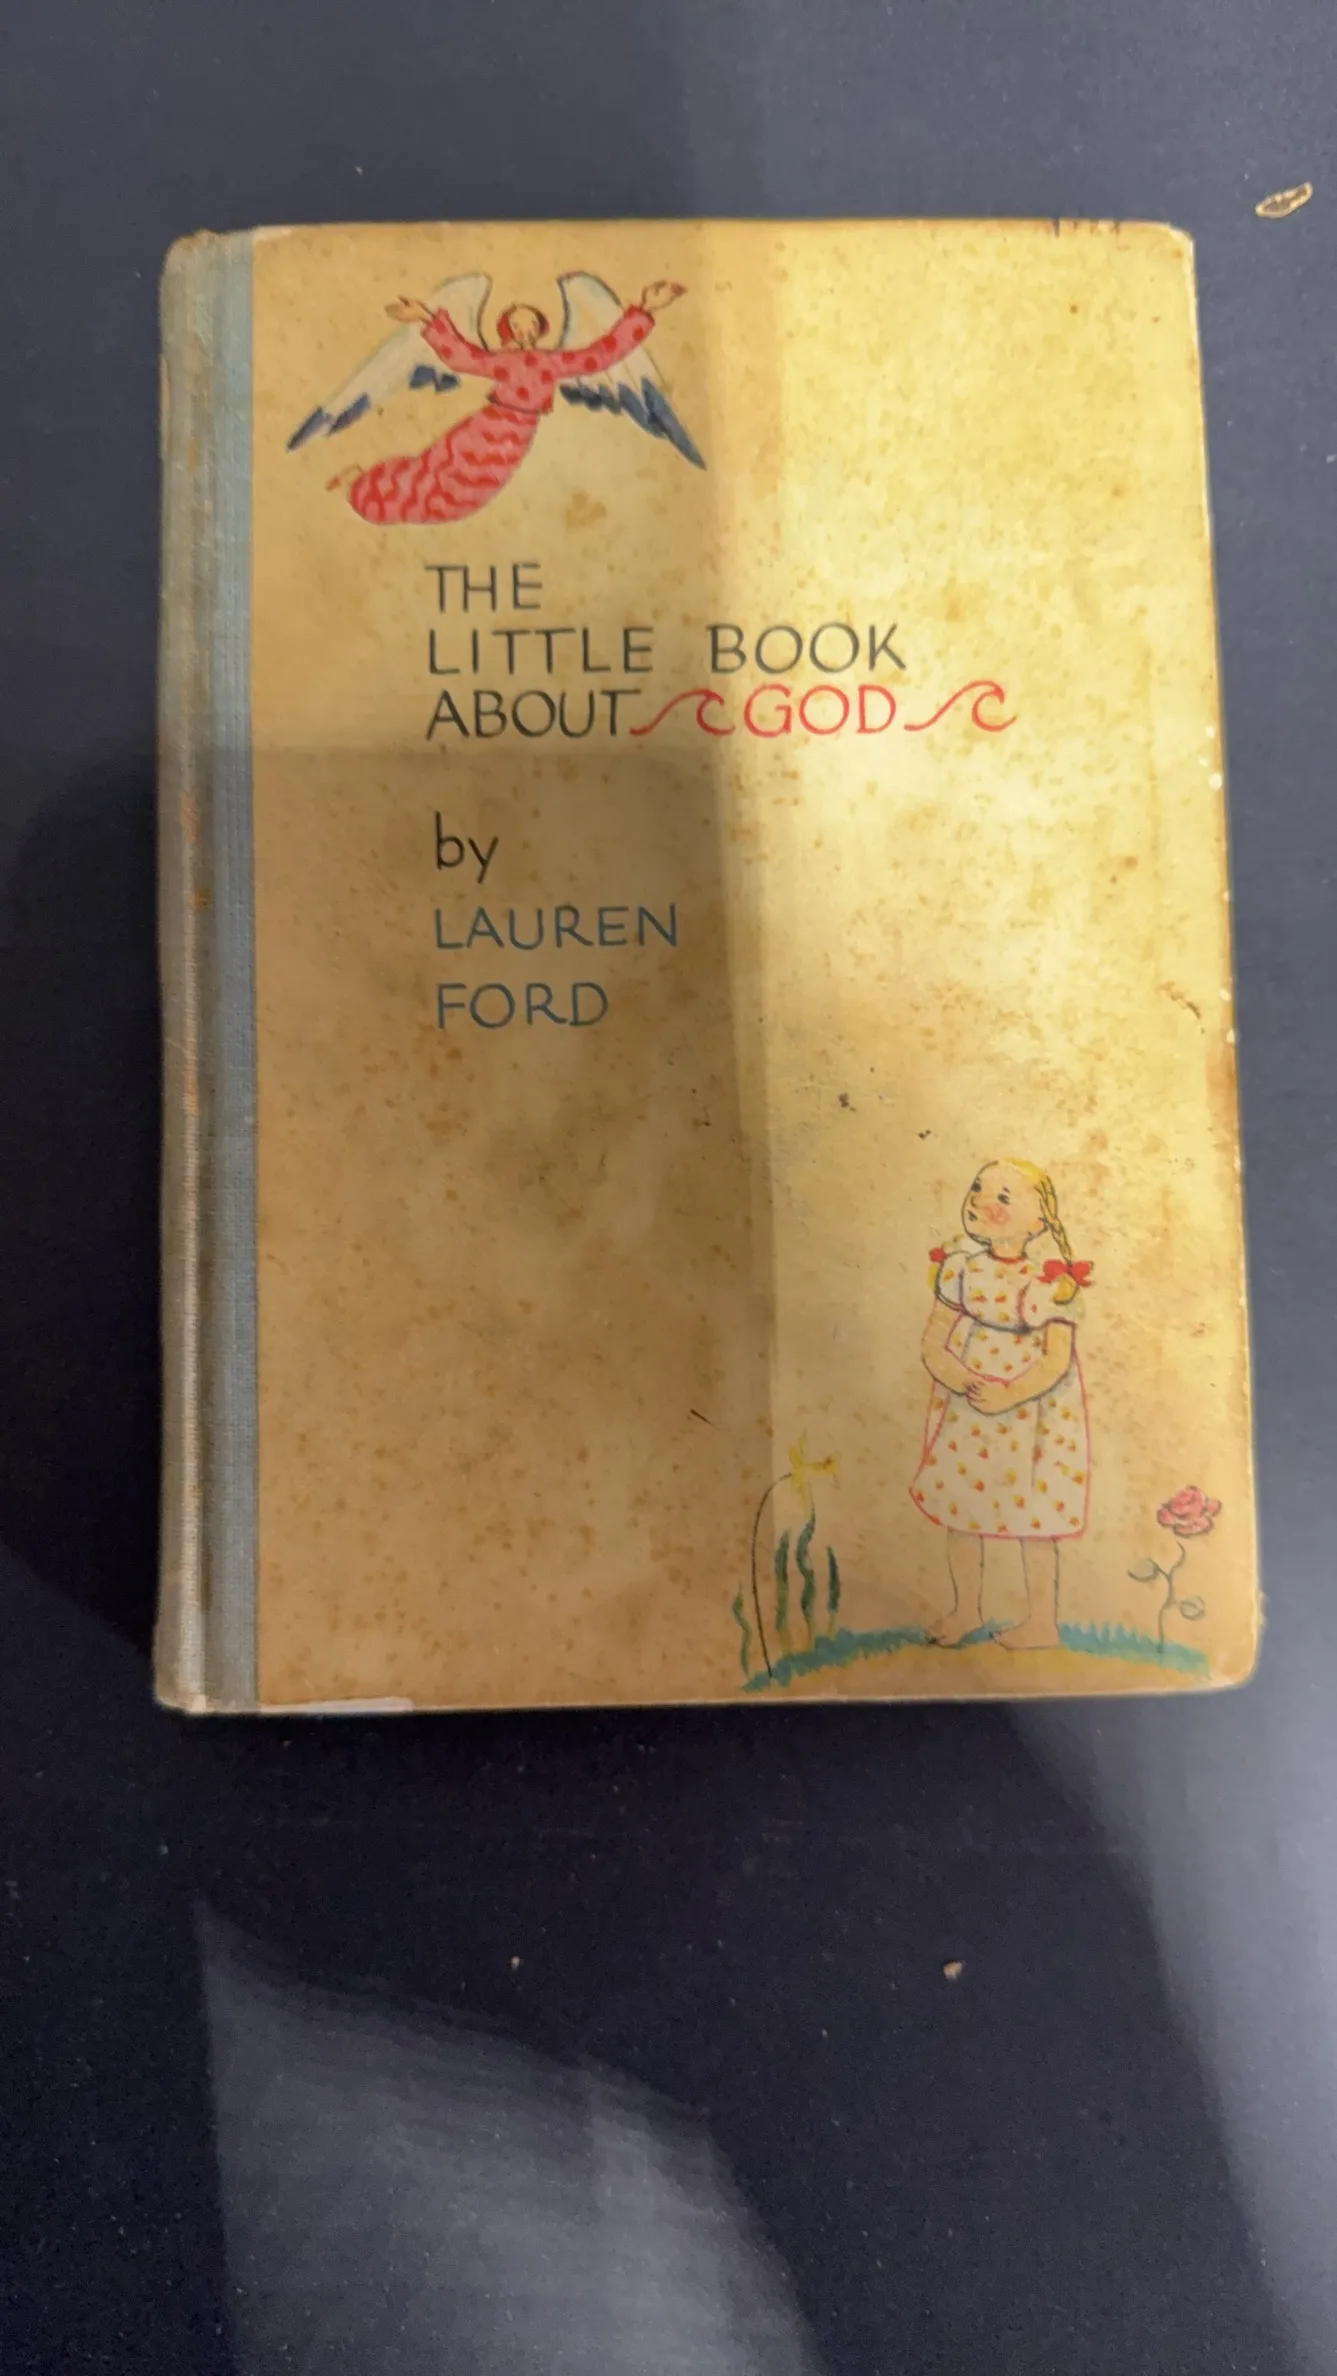 THE
LITTLE BOOK
ABOUT GOD
by
LAUREN
FORD